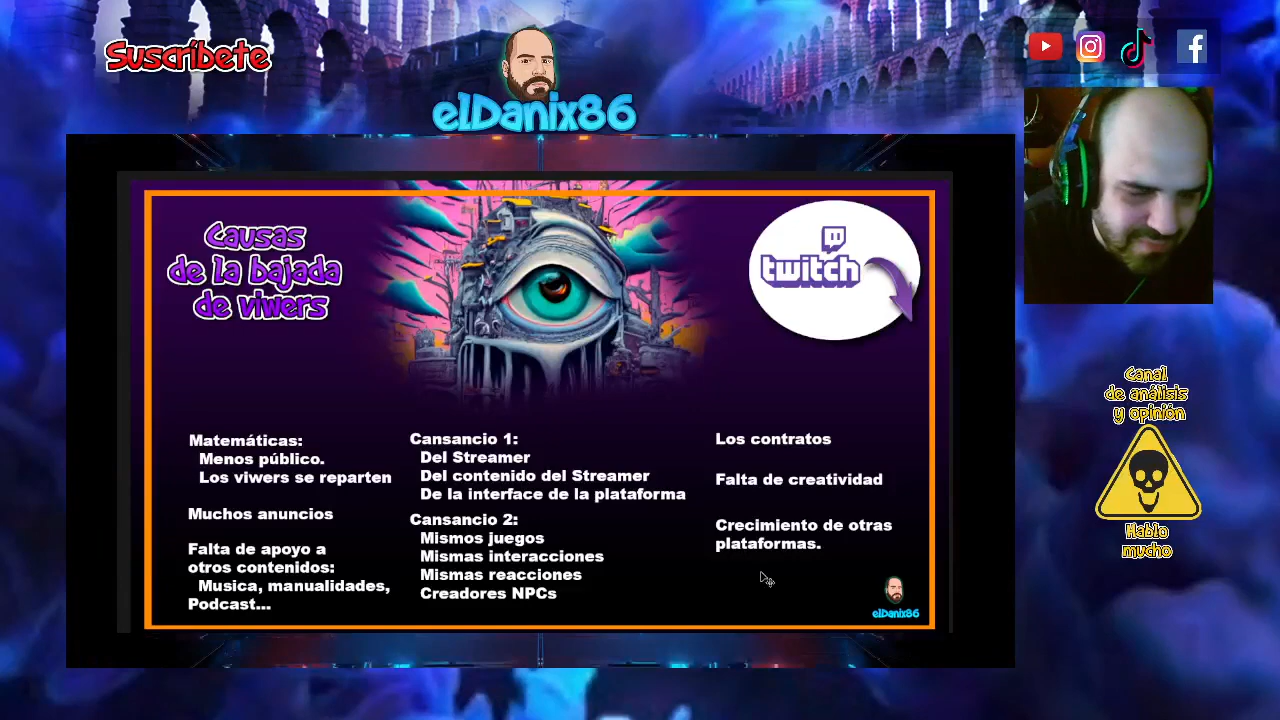 Suscríbete
elDanix86
Causas
de la bajada
de viwers
twitch
Matemáticas:
Menos público.
Los viwers se reparten
Muchos anuncios
Falta de apoyo a
otros contenidos:
Musica, manualidades,
Podcast...
Cansancio 1:
Del Streamer
Del contenido del Streamer
De la interface de la plataforma
Cansancio 2:
Mismos juegos
Mismas interacciones
Mismas reacciones
Creadores NPCs
Los contratos
Falta de creatividad
Crecimiento de otras
plataformas.
elDanix86
Canal
de análisis
y opinión
Hablo
mucho